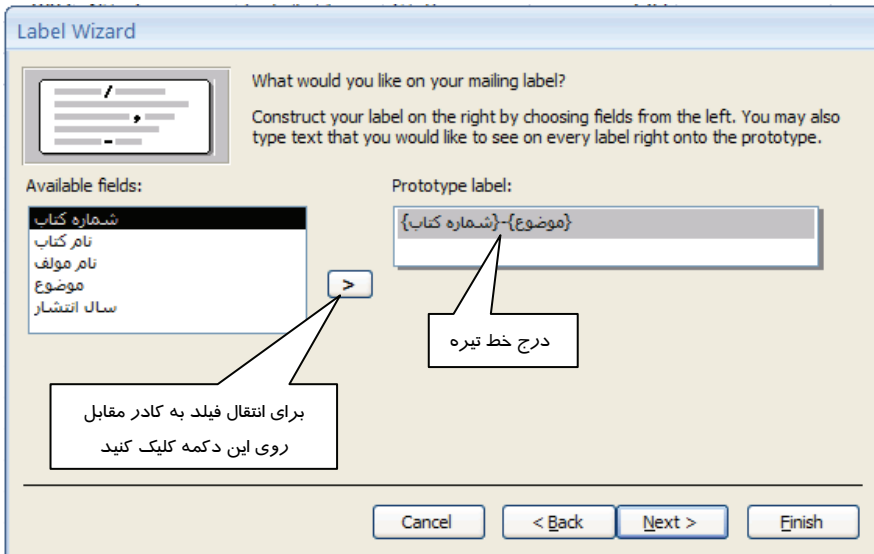 Label Wizard
What would you like on your mailing label?
Construct your label on the right by choosing fields from the left. You may also
type text that you would like to see on every label right onto the prototype.
Available fields:
شماره کتاب
نام کتاب
نام مولف
موضوع
سال انتشار
>
Prototype label:
{شماره کتاب}-{موضوع}
درج خط تیره
برای انتقال فیلد به کادر مقابل
روی این دکمه کلیک کنید
Cancel
< Back
Next >
Finish